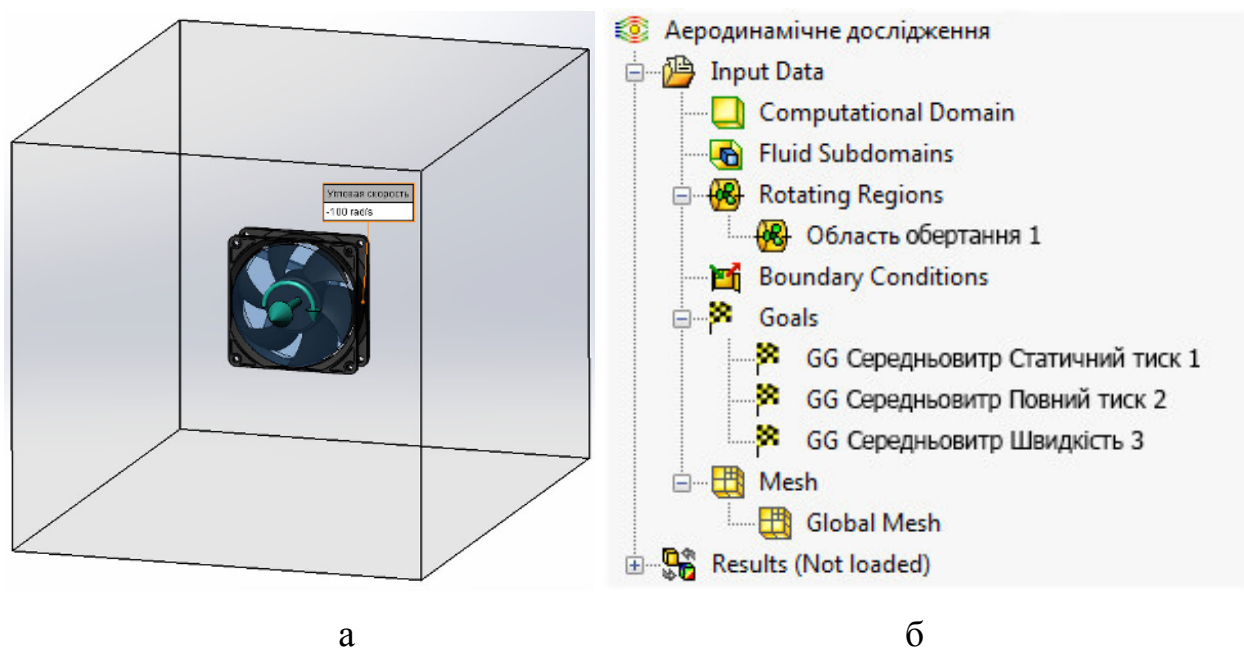 Угловая скорость
-100 rad/s
Аеродинамічне дослідження
Input Data
Computational Domain
Fluid Subdomains
Rotating Regions
Область обертання 1
Boundary Conditions
Goals
GG Середньовитр Статичний тиск 1
GG Середньовитр Повний тиск 2
GG Середньовитр Швидкість 3
Mesh
Global Mesh
Results (Not loaded)
а
б